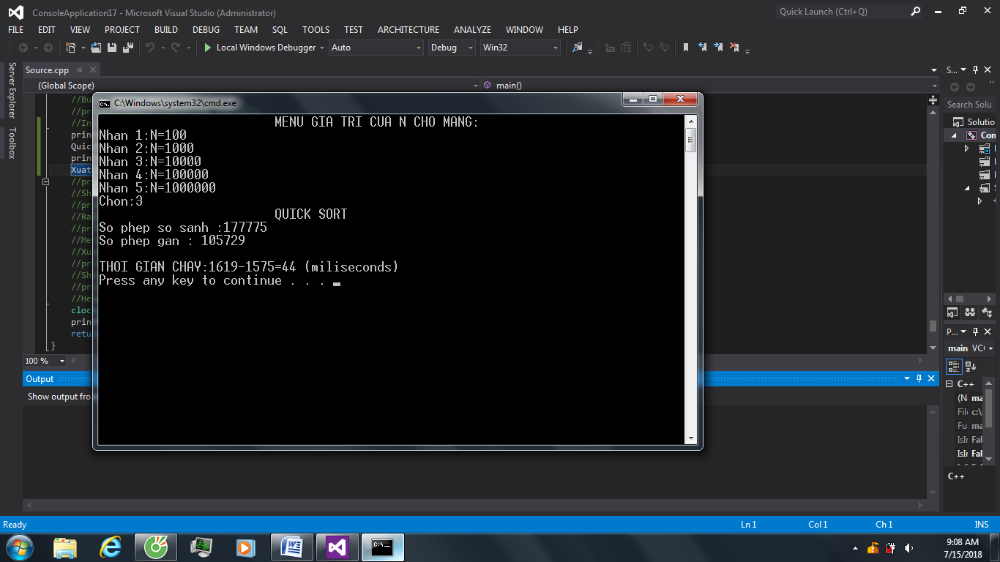 ConsoleApplication17 - Microsoft Visual Studio (Administrator)
Quick Launch (Ctrl+Q)
FILE EDIT VIEW PROJECT BUILD DEBUG TEAM SQL TOOLS TEST ARCHITECTURE ANALYZE WINDOW HELP
Local Windows Debugger Auto Debug Win32
Server Explorer
Toolbox
Source.cpp
(Global Scope) main()
//Bu
//pr
//In
prin
Quic
prin
Xuat
//pr
//Sh
//pr
//Ra
//pr
//Me
//Xu
//pr
//Sh
//pr
//He
cloc
prin
retu
}
C:\Windows\system32\cmd.exe
MENU GIA TRI CUA N CHO MANG:
Nhan 1:N=100
Nhan 2:N=1000
Nhan 3:N=10000
Nhan 4:N=100000
Nhan 5:N=1000000
Chon:3
QUICK SORT
So phep so sanh :177775
So phep gan : 105729
THOI GIAN CHAY:1619-1575=44 (miliseconds)
Press any key to continue . . .
100 %
Output
Show output fro
S...
Search Solu
Solutio
Con
P...
main VC
C++
(N ma
File c:\
Fu ma
IsIr Fal
IsIr Fal
C++
Ready Ln 1 Col 1 Ch 1 INS
9:08 AM
7/15/2018